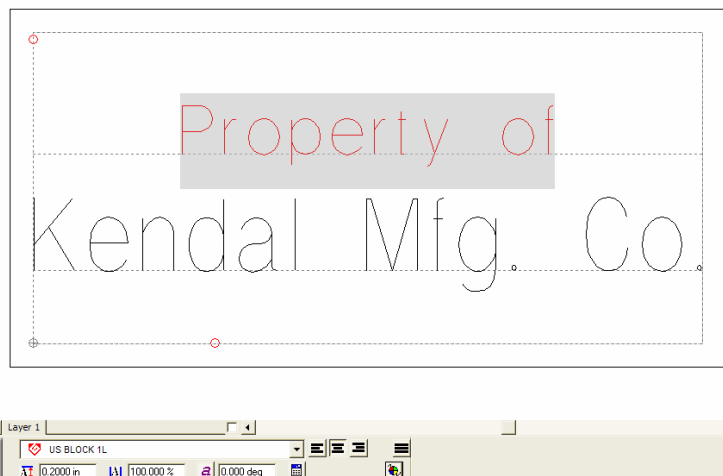 Property of
Kendal Mfg. Co.
Layer 1
US BLOCK 1L
0.2000 in 100.000 % a 0.000 deg